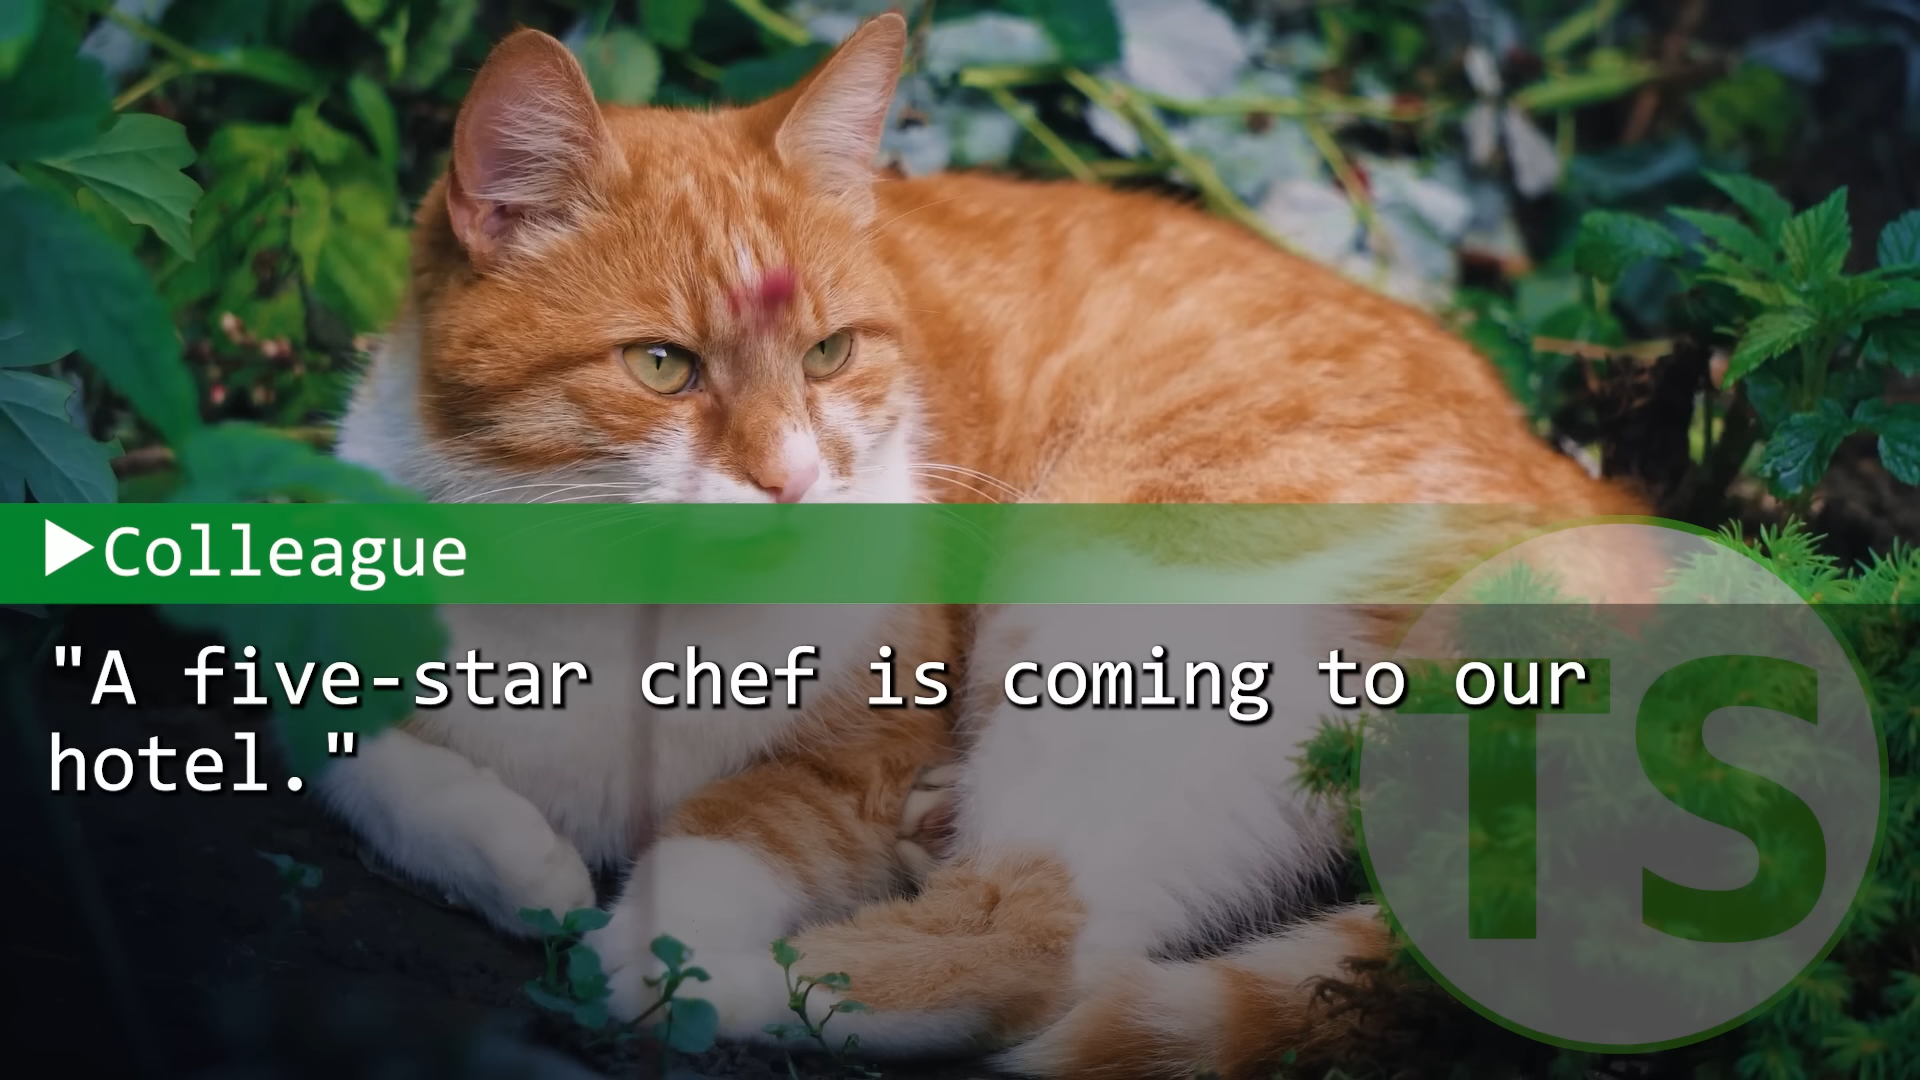 ▶Colleague
"A five-star chef is coming to our
hotel."
TS